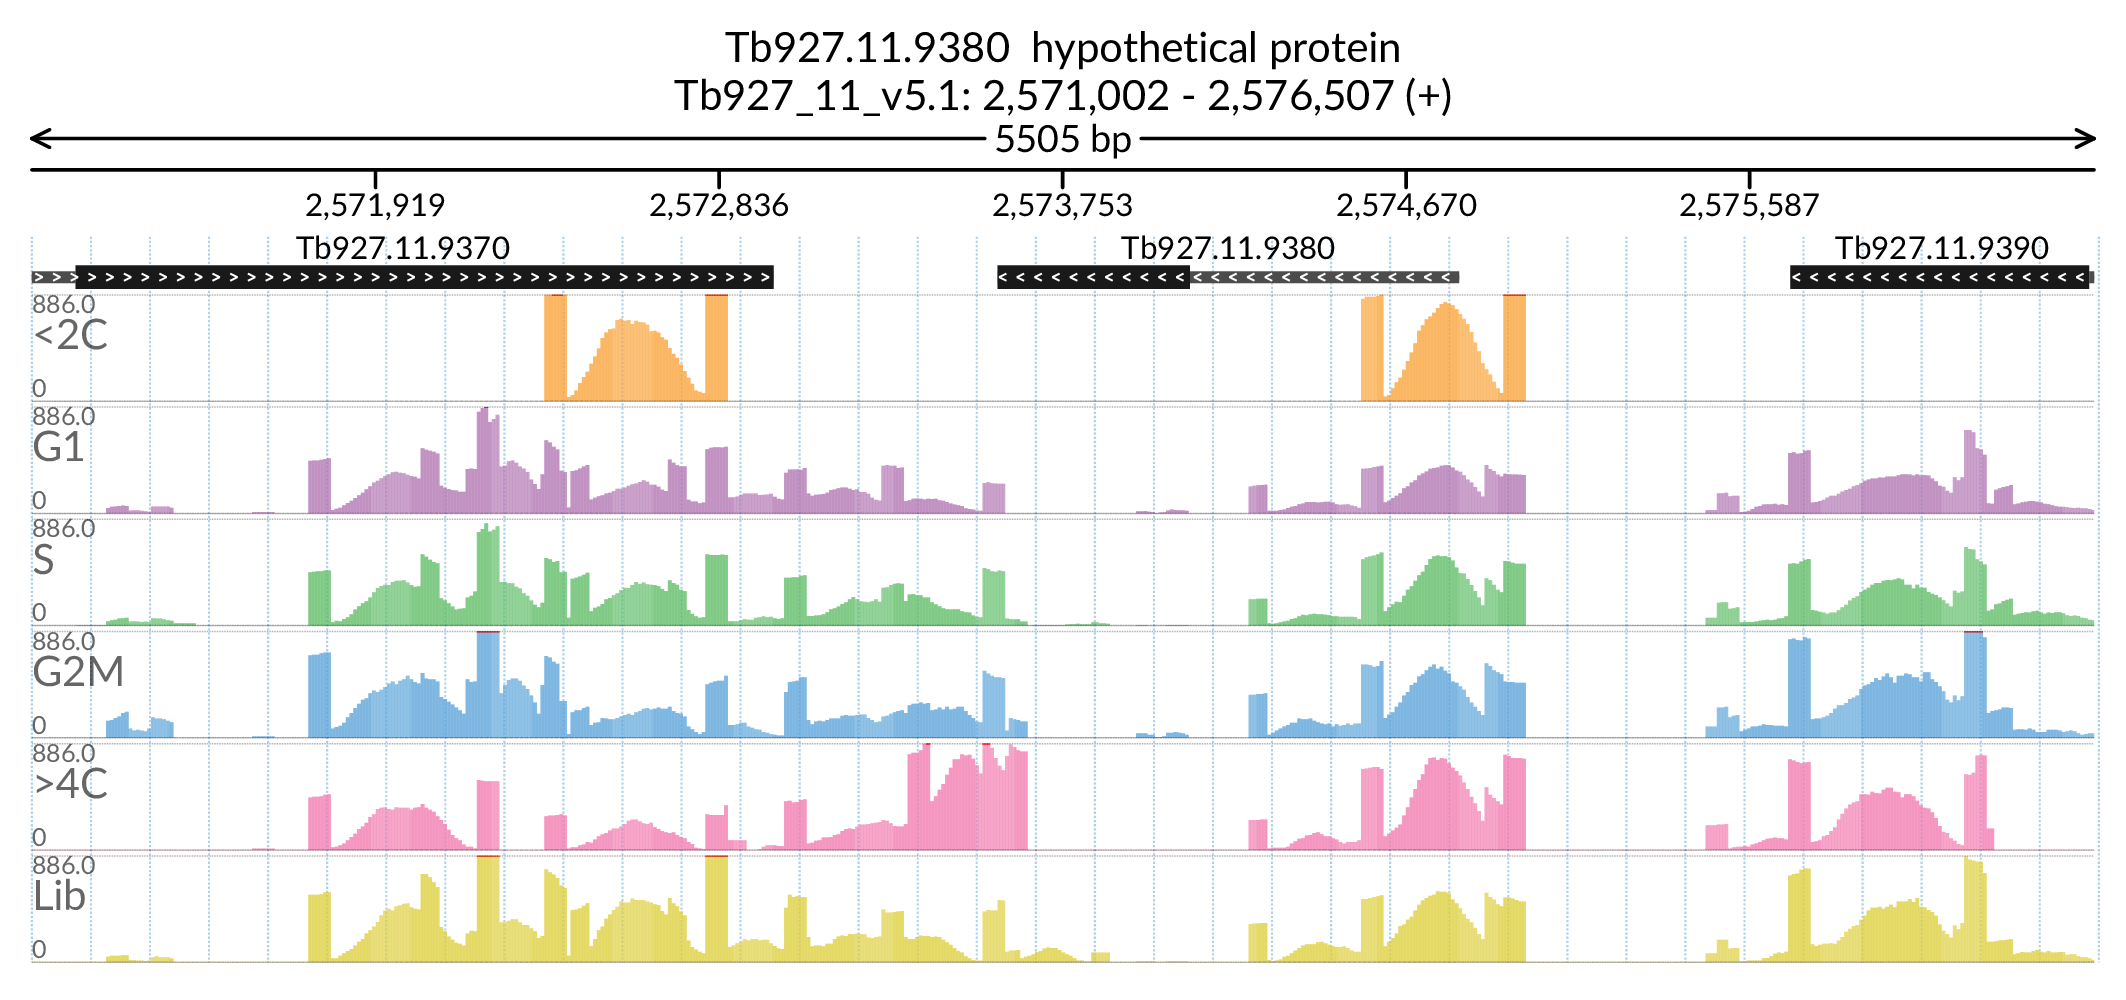 Tb927.11.9380  hypothetical protein
Tb927_11_v5.1: 2,571,002 - 2,576,507 (+)
5505 bp
2,571,919 2,572,836 2,573,753 2,574,670 2,575,587
Tb927.11.9370 Tb927.11.9380 Tb927.11.9390
886.0
<2C
0
886.0
G1
0
886.0
S
0
886.0
G2M
0
886.0
>4C
0
886.0
Lib
0